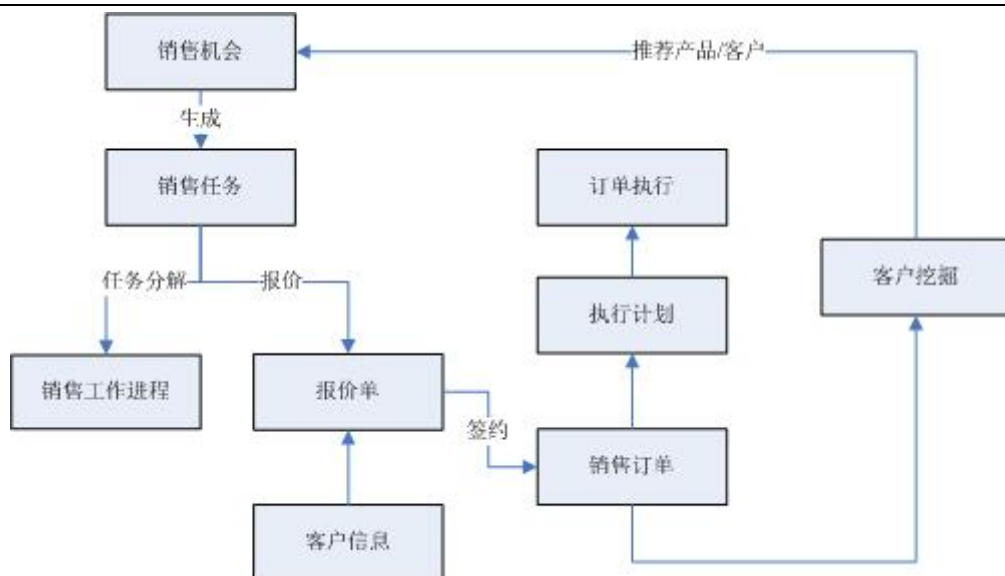 销售机会
推荐产品/客户
生成
销售任务
订单执行
客户挖掘
任务分解
报价
执行计划
销售工作进程
报价单
签约
销售订单
客户信息